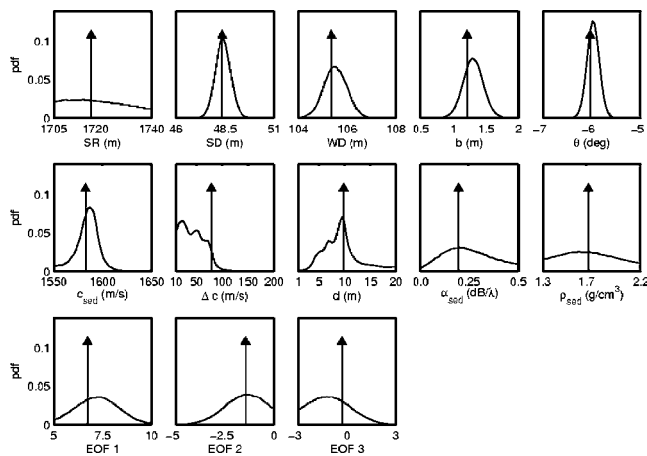 0.1
0.05
0
pdf
1705 1720 1740
SR (m)
46 48.5 51
SD (m)
104 106 108
WD (m)
0.5 1 1.5 2
b (m)
−7 −6 −5
θ (deg)
0.1
0.05
0
pdf
1550 1600 1650
c_sed (m/s)
10 50 100 150 200
Δ c (m/s)
1 5 10 15 20
d (m)
0.0 0.2 0.5
α_sed (dB/λ)
1.3 1.7 2.2
ρ_sed (g/cm³)
0.1
0.05
0
pdf
5 7.5 10
EOF 1
−5 −2.5 0
EOF 2
−3 0 3
EOF 3